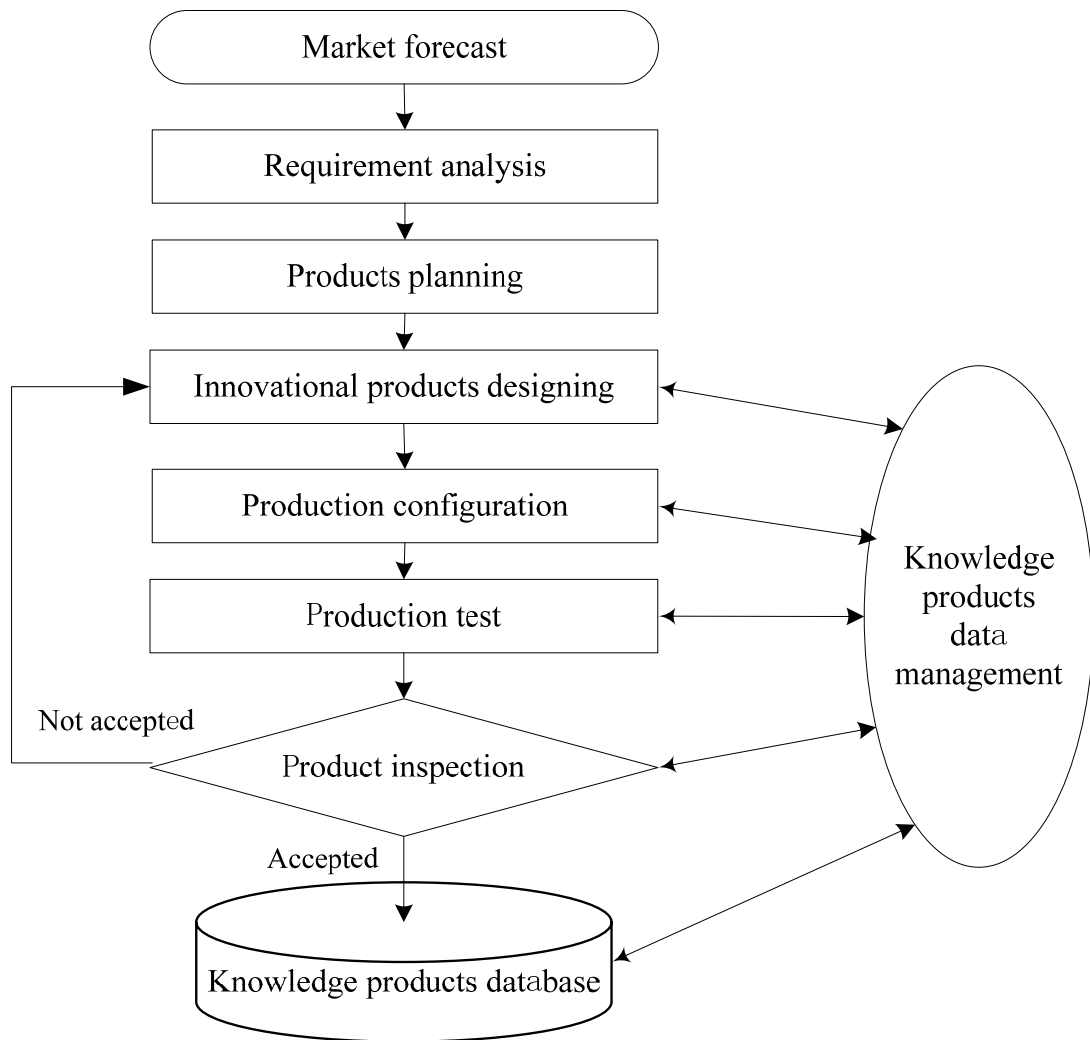 Market forecast
Requirement analysis
Products planning
Innovational products designing
Production configuration
Production test
Not accepted
Product inspection
Accepted
Knowledge products database
Knowledge
products
data
management